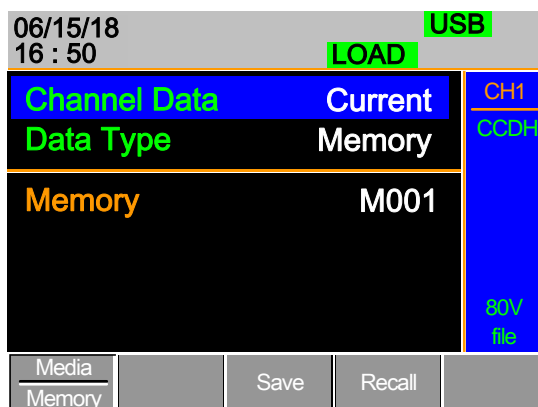 06/15/18 USB
16 : 50 LOAD
Channel Data Current
Data Type Memory
Memory M001
CH1
CCDH
80V
file
Media
Memory
Save
Recall